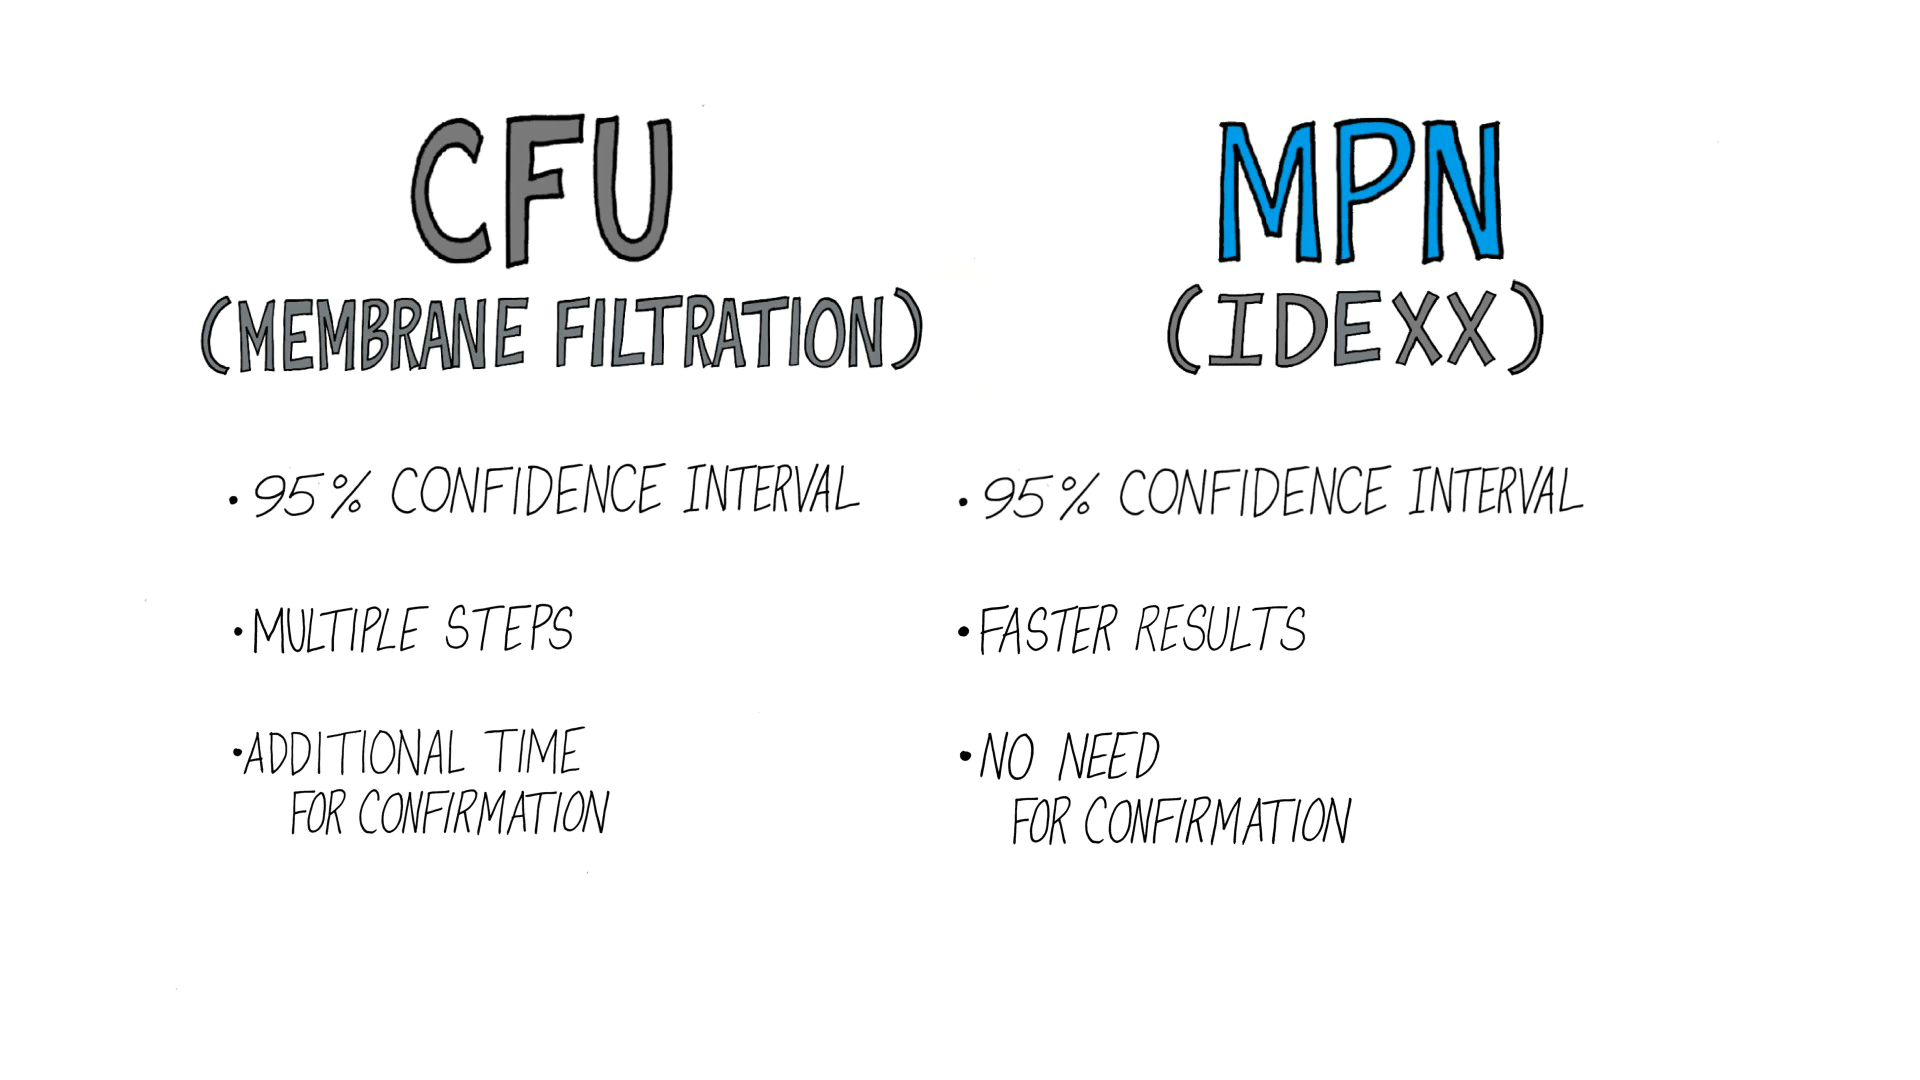 CFU
(MEMBRANE FILTRATION)
• 95% CONFIDENCE INTERVAL
• MULTIPLE STEPS
• ADDITIONAL TIME
FOR CONFIRMATION
MPN
(IDEXX)
• 95% CONFIDENCE INTERVAL
• FASTER RESULTS
• NO NEED
FOR CONFIRMATION